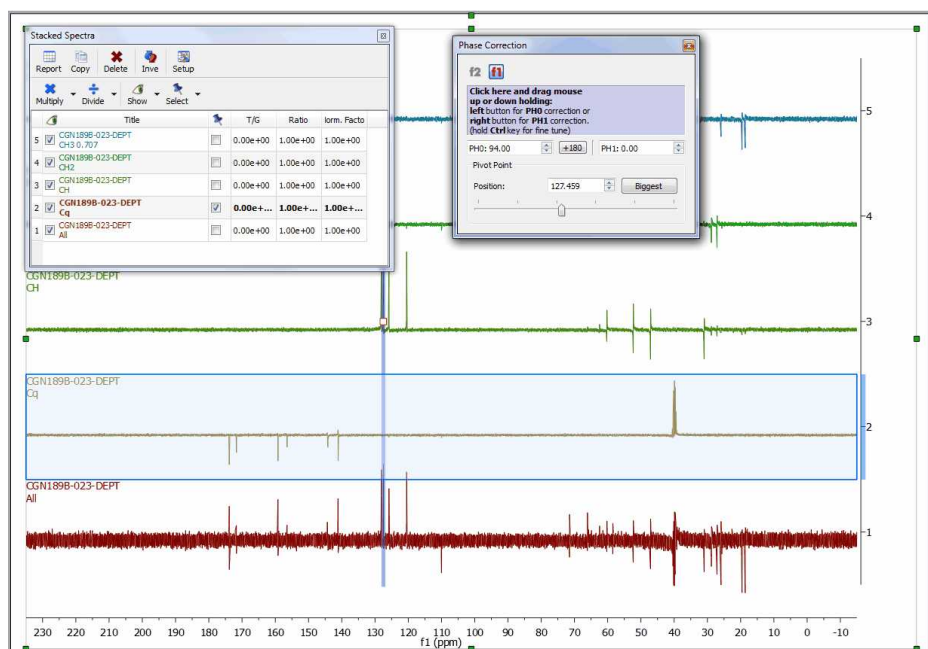 Stacked Spectra
Report Copy Delete Inve Setup
Multiply Divide Show Select
Title T/G Ratio lorm. Facto
5 CGN189B-023-DEPT 0.00e+00 1.00e+00 1.00e+00
CH3 0.707
4 CGN189B-023-DEPT 0.00e+00 1.00e+00 1.00e+00
CH2
3 CGN189B-023-DEPT 0.00e+00 1.00e+00 1.00e+00
CH
2 CGN189B-023-DEPT 0.00e+... 1.00e+... 1.00e+...
Cq
1 CGN189B-023-DEPT 0.00e+00 1.00e+00 1.00e+00
All
Phase Correction
f2 f1
Click here and drag mouse
up or down holding:
left button for PH0 correction or
right button for PH1 correction.
(hold Ctrl key for fine tune)
PH0: 94.00 +180 PH1: 0.00
Pivot Point
Position: 127.459 Biggest
5
4
CGN189B-023-DEPT
CH
3
CGN189B-023-DEPT
Cq
2
CGN189B-023-DEPT
All
1
230 220 210 200 190 180 170 160 150 140 130 120 110 100 90 80 70 60 50 40 30 20 10 0 -10
f1 (ppm)